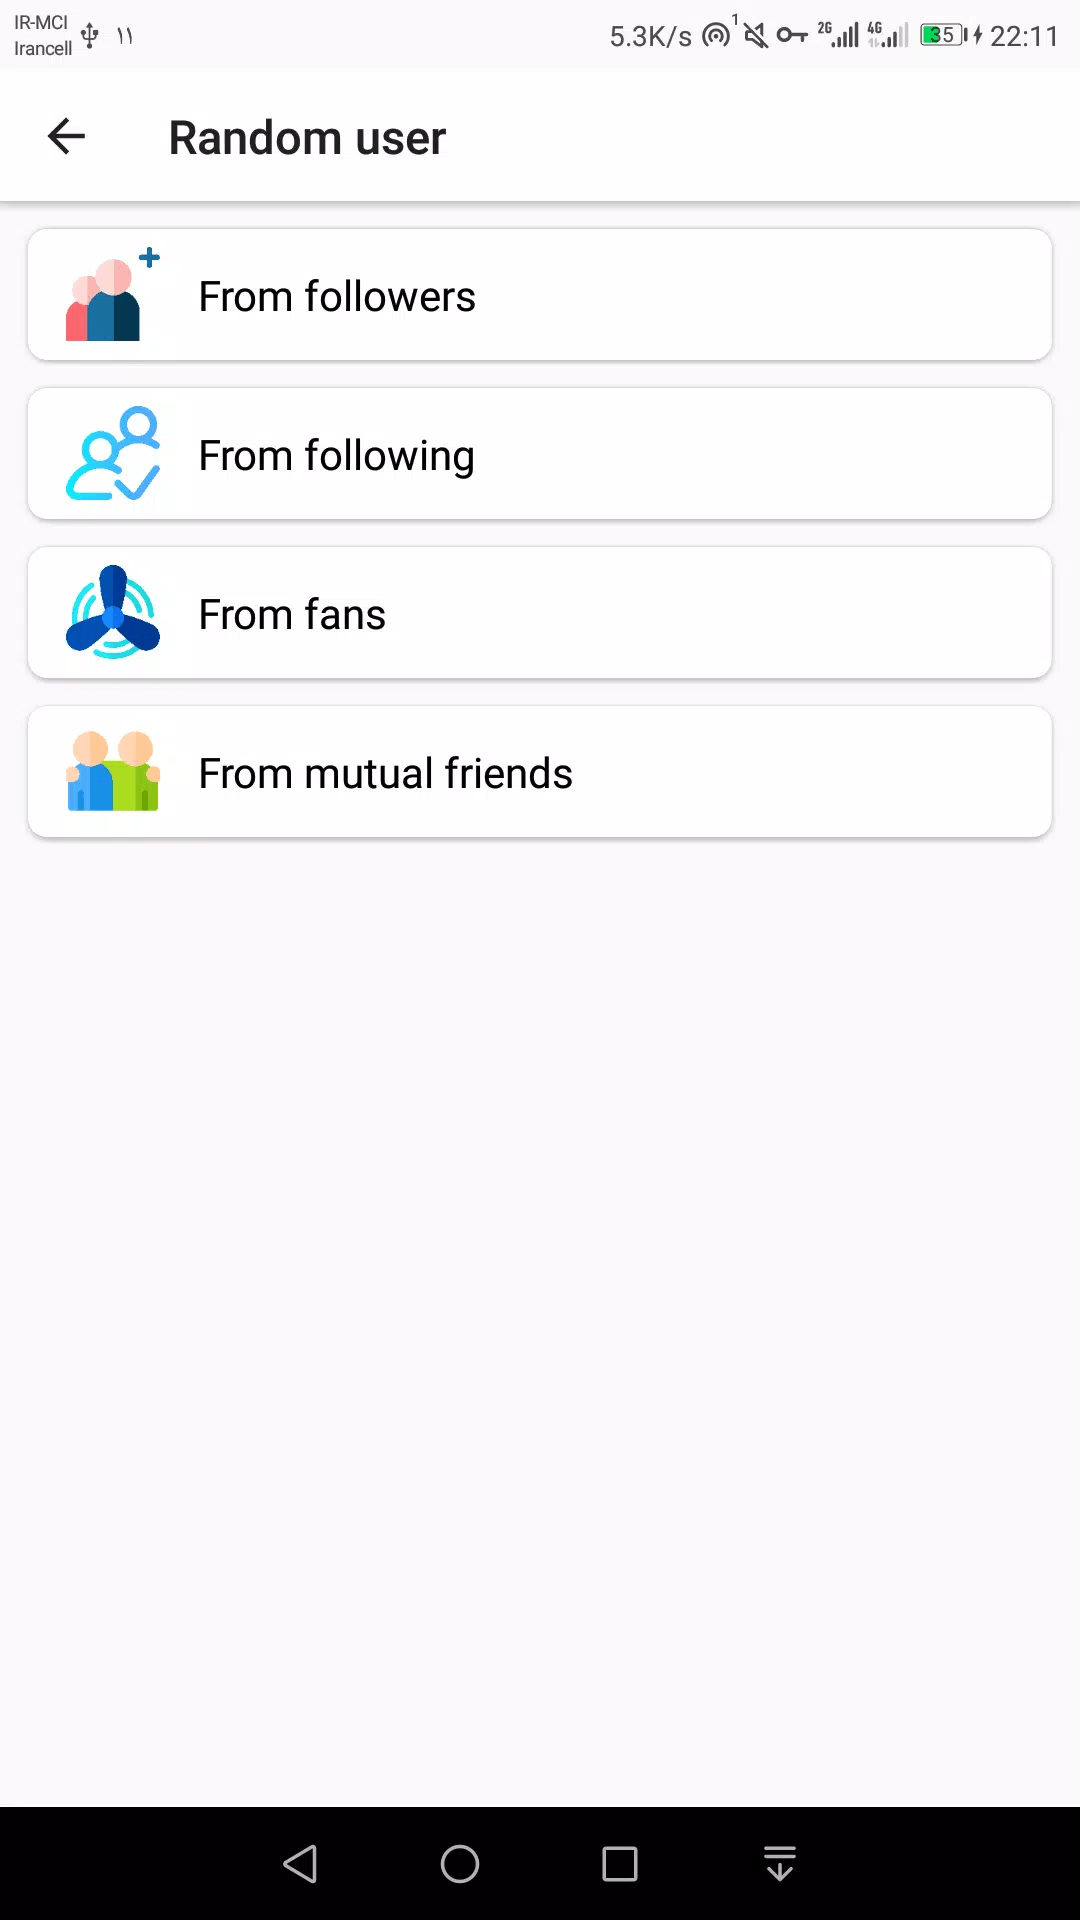 IR-MCI
Irancell
۱۱
5.3K/s 1 2G 4G 35 22:11
Random user
From followers
From following
From fans
From mutual friends